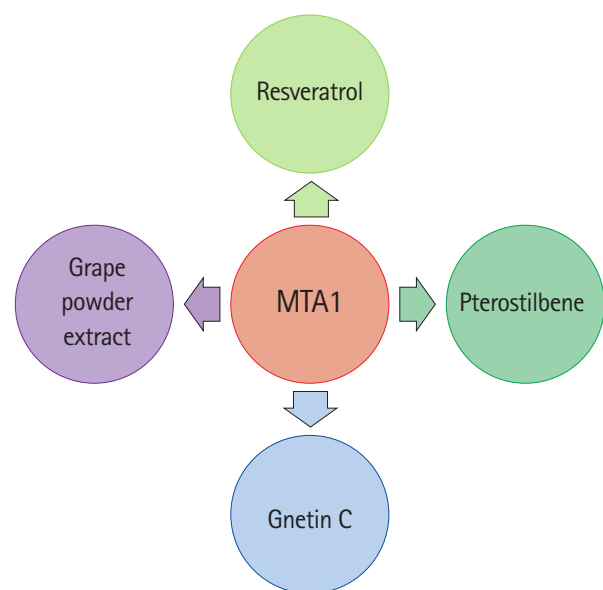 Resveratrol
Grape
powder
extract
MTA1
Pterostilbene
Gnetin C